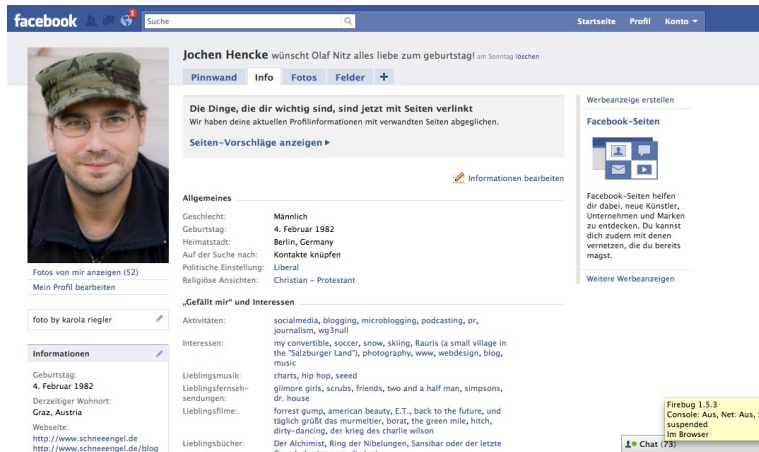 facebook 1 Suche Startseite Profil Konto
Jochen Hencke wünscht Olaf Nitz alles liebe zum geburtstag! am Sonntag löschen
Pinnwand Info Fotos Felder +
Die Dinge, die dir wichtig sind, sind jetzt mit Seiten verlinkt
Wir haben deine aktuellen Profilinformationen mit verwandten Seiten abgeglichen.
Seiten-Vorschläge anzeigen
Informationen bearbeiten
Allgemeines
Geschlecht: Männlich
Geburtstag: 4. Februar 1982
Heimatstadt: Berlin, Germany
Auf der Suche nach: Kontakte knüpfen
Politische Einstellung: Liberal
Religiöse Ansichten: Christian - Protestant
„Gefällt mir“ und Interessen
Aktivitäten: socialmedia, blogging, microblogging, podcasting, pr,
journalism, wg3null
Interessen: my convertible, soccer, snow, skiing, Rauris (a small village in
the "Salzburger Land"), photography, www, webdesign, blog,
music
Lieblingsmusik: charts, hip hop, seeed
Lieblingsfernseh-
sendungen: gilmore girls, scrubs, friends, two and a half man, simpsons,
dr. house
Lieblingsfilme: forrest gump, american beauty, E.T., back to the future, und
täglich grüßt das murmeltier, borat, the green mile, hitch,
dirty-dancing, der krieg des charlie wilson
Lieblingsbücher: Der Alchimist, Ring der Nibelungen, Sansibar oder der letzte
Fotos von mir anzeigen (52)
Mein Profil bearbeiten
foto by karola riegler
Informationen
Geburtstag:
4. Februar 1982
Derzeitiger Wohnort:
Graz, Austria
Webseite:
http://www.schneeengel.de
http://www.schneeengel.de/blog
Werbeanzeige erstellen
Facebook-Seiten
Facebook-Seiten helfen
dir dabei, neue Künstler,
Unternehmen und Marken
zu entdecken. Du kannst
dich zudem mit denen
vernetzen, die du bereits
magst.
Weitere Werbeanzeigen
Firebug 1.5.3
Console: Aus, Net: Aus,
suspended
Im Browser
Chat (73)